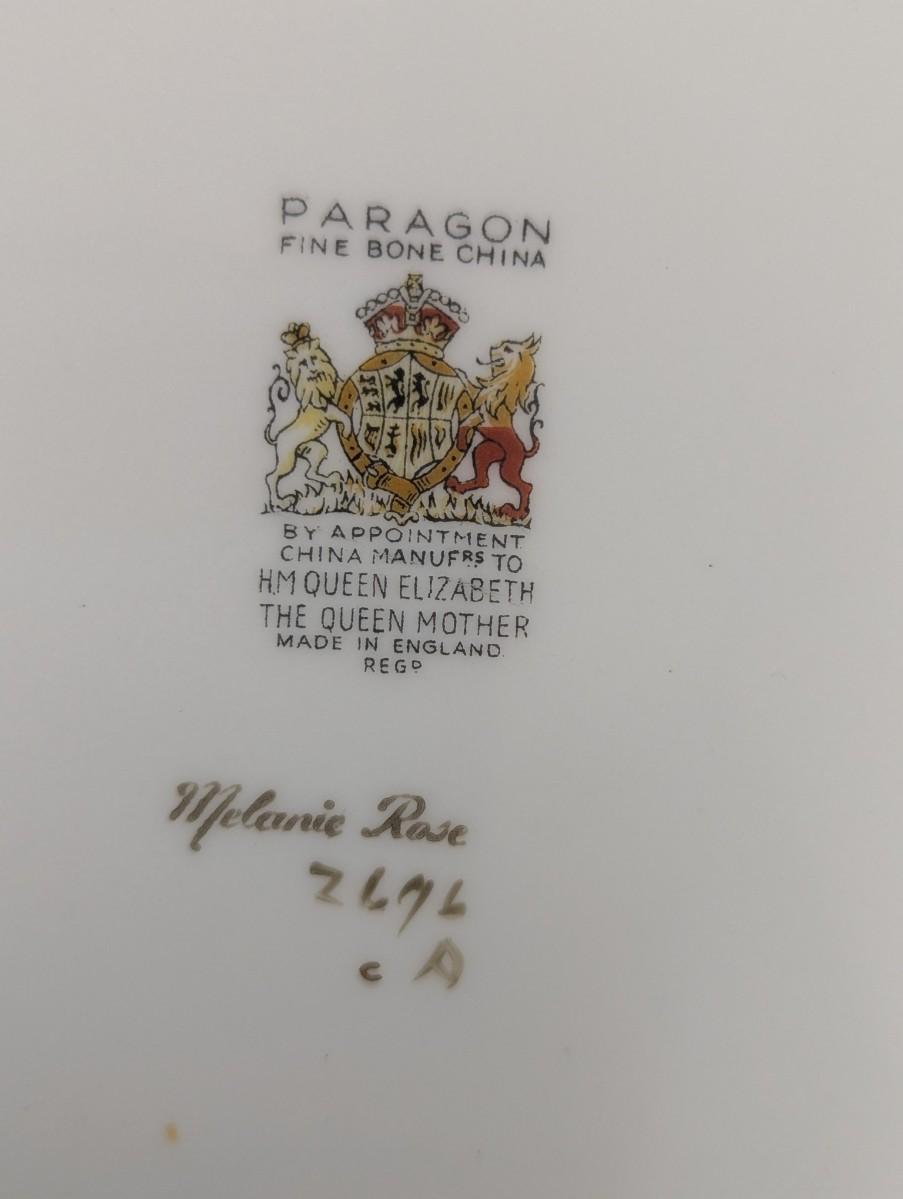 PARAGON
FINE BONE CHINA
BY APPOINTMENT
CHINA MANUFRS TO
H.M QUEEN ELIZABETH
THE QUEEN MOTHER
MADE IN ENGLAND.
REGD
Melanie Rose
c A